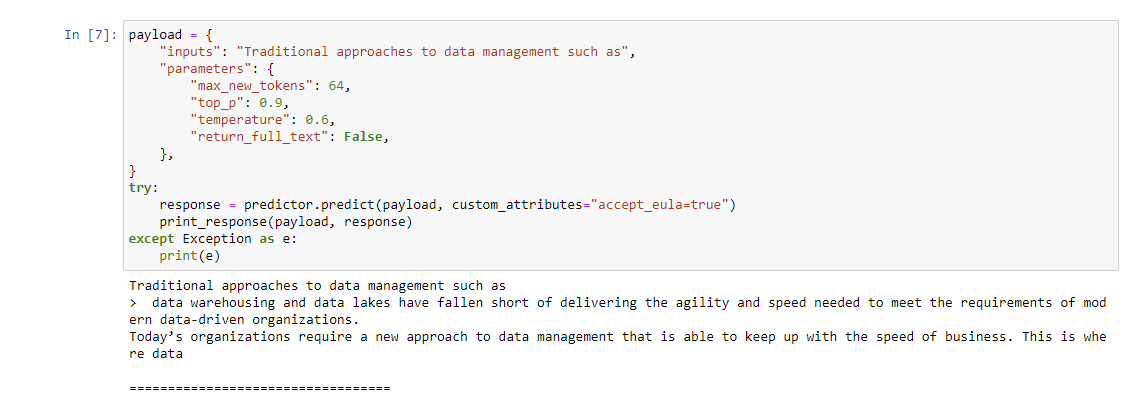 In [7]: payload = {
    "inputs": "Traditional approaches to data management such as",
    "parameters": {
        "max_new_tokens": 64,
        "top_p": 0.9,
        "temperature": 0.6,
        "return_full_text": False,
    },
}
try:
    response = predictor.predict(payload, custom_attributes="accept_eula=true")
    print_response(payload, response)
except Exception as e:
    print(e)
Traditional approaches to data management such as
>  data warehousing and data lakes have fallen short of delivering the agility and speed needed to meet the requirements of mod
ern data-driven organizations.
Today’s organizations require a new approach to data management that is able to keep up with the speed of business. This is whe
re data
==================================